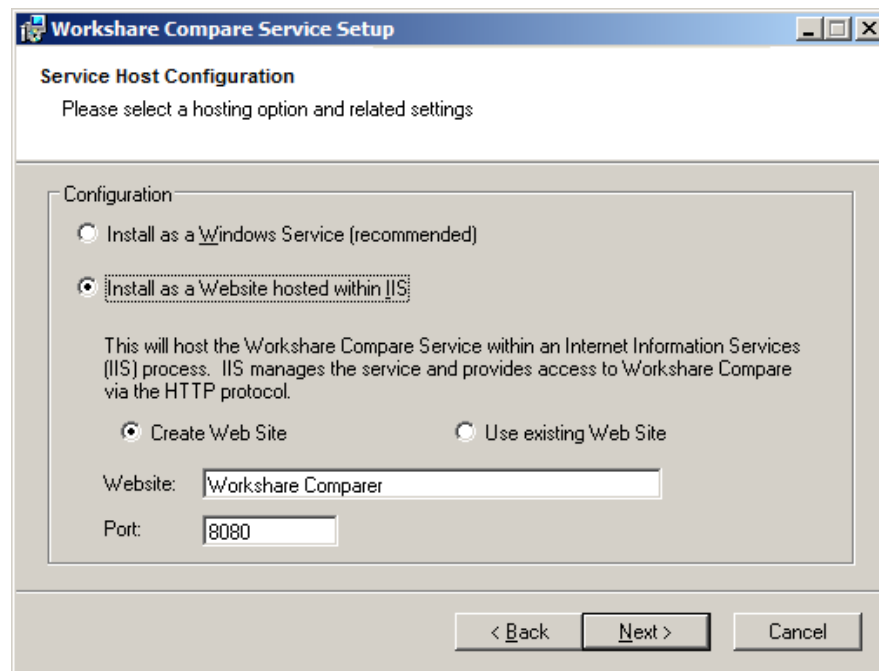 Workshare Compare Service Setup
Service Host Configuration
Please select a hosting option and related settings
Configuration
Install as a Windows Service (recommended)
Install as a Website hosted within IIS
This will host the Workshare Compare Service within an Internet Information Services
(IIS) process. IIS manages the service and provides access to Workshare Compare
via the HTTP protocol.
Create Web Site Use existing Web Site
Website: Workshare Comparer
Port: 8080
< Back Next > Cancel